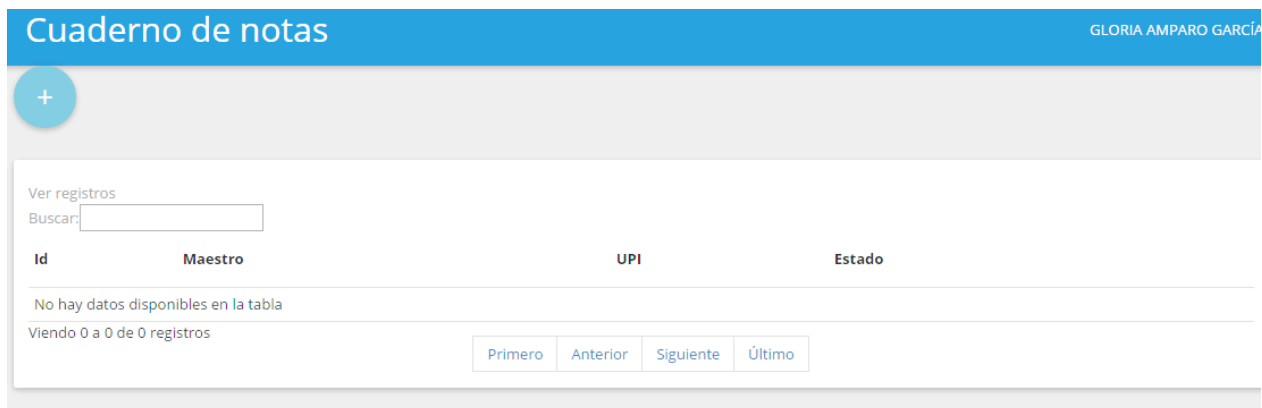 Cuaderno de notas
GLORIA AMPARO GARCÍA
+
Ver registros
Buscar:
Id Maestro UPI Estado
No hay datos disponibles en la tabla
Viendo 0 a 0 de 0 registros
Primero Anterior Siguiente Último